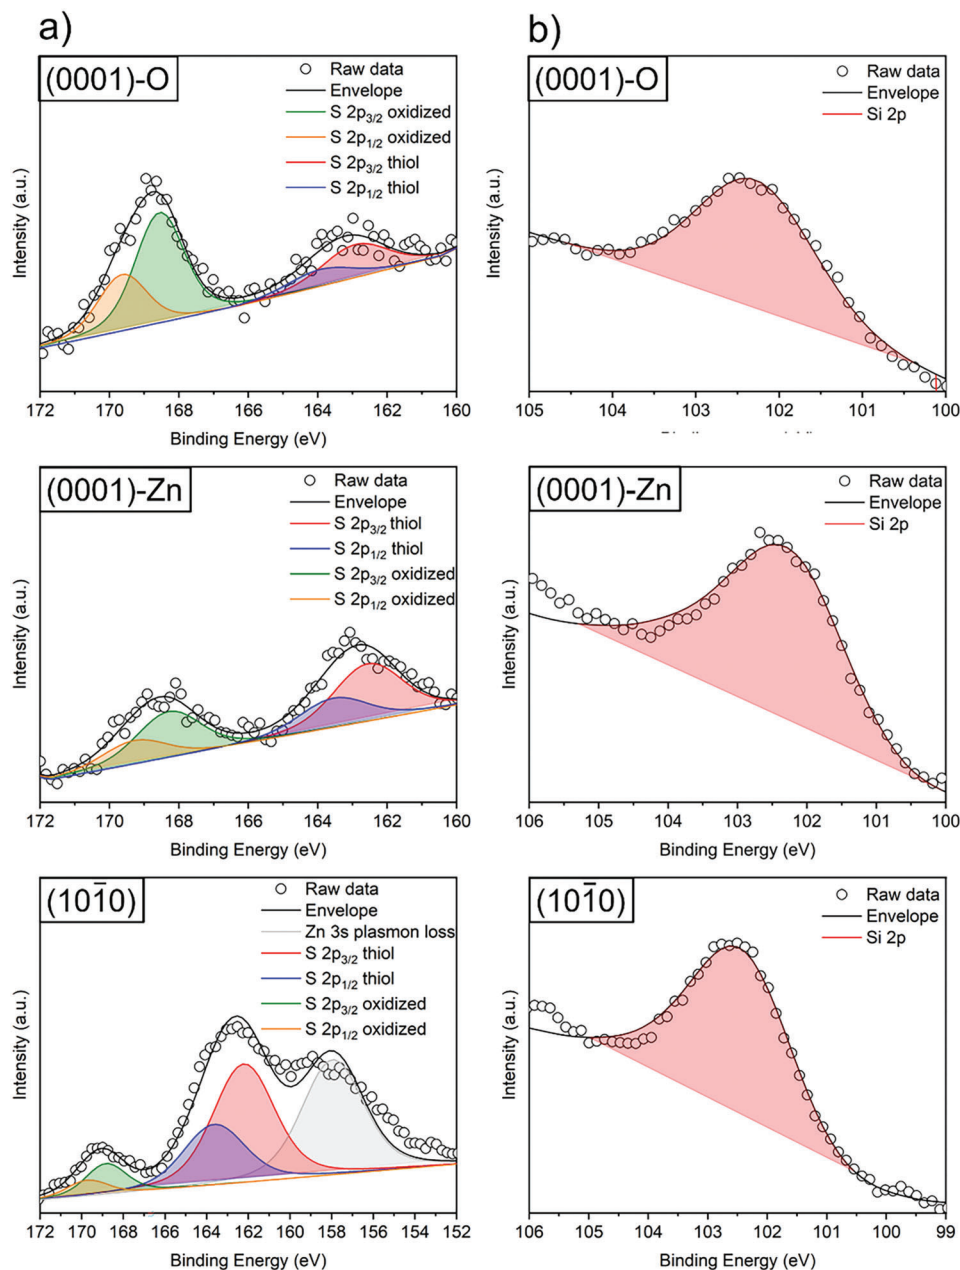 a)
(0001)-O
Raw data
Envelope
S 2p3/2 oxidized
S 2p1/2 oxidized
S 2p3/2 thiol
S 2p1/2 thiol
Intensity (a.u.)
172 170 168 166 164 162 160
Binding Energy (eV)
b)
(0001)-O
Raw data
Envelope
Si 2p
Intensity (a.u.)
105 104 103 102 101 100
(0001)-Zn
Raw data
Envelope
S 2p3/2 thiol
S 2p1/2 thiol
S 2p3/2 oxidized
S 2p1/2 oxidized
Intensity (a.u.)
172 170 168 166 164 162 160
Binding Energy (eV)
(0001)-Zn
Raw data
Envelope
Si 2p
Intensity (a.u.)
106 105 104 103 102 101 100
Binding Energy (eV)
(101̄0)
Raw data
Envelope
Zn 3s plasmon loss
S 2p3/2 thiol
S 2p1/2 thiol
S 2p3/2 oxidized
S 2p1/2 oxidized
Intensity (a.u.)
172 170 168 166 164 162 160 158 156 154 152
Binding Energy (eV)
(101̄0)
Raw data
Envelope
Si 2p
Intensity (a.u.)
106 105 104 103 102 101 100 99
Binding Energy (eV)